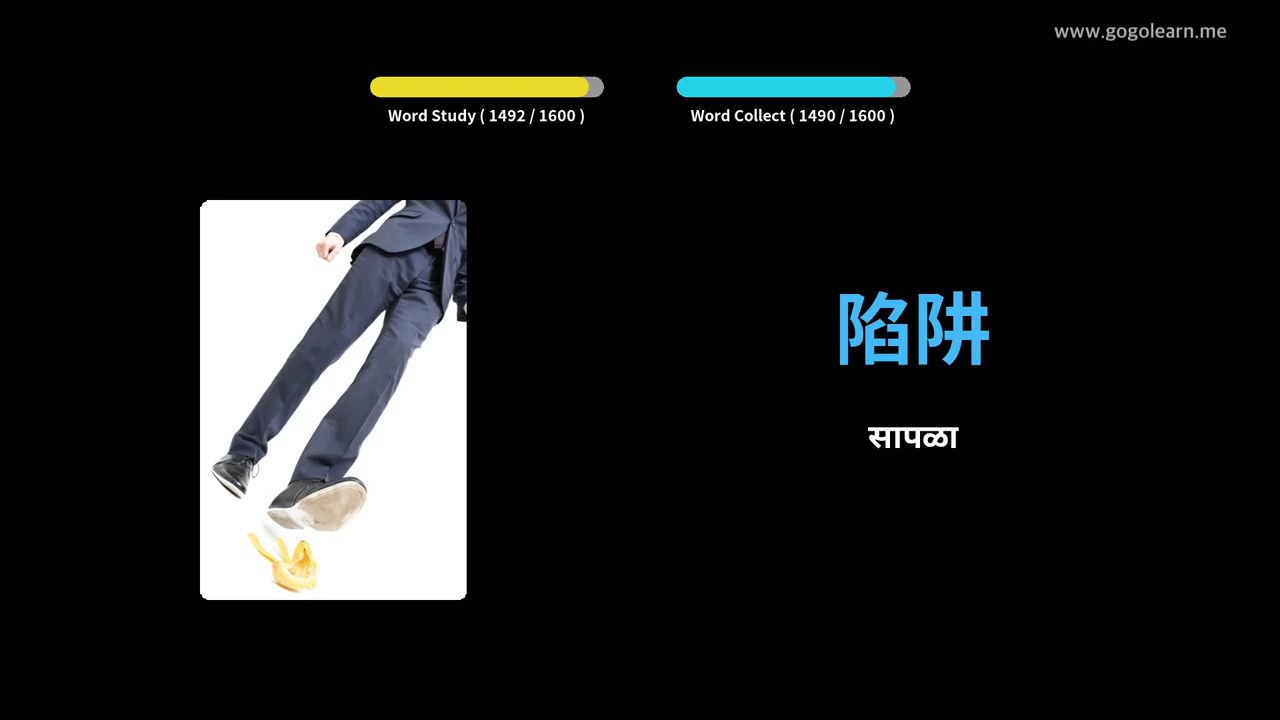 www.gogolearn.me
Word Study ( 1492 / 1600 )
Word Collect ( 1490 / 1600 )
陷阱
सापळा